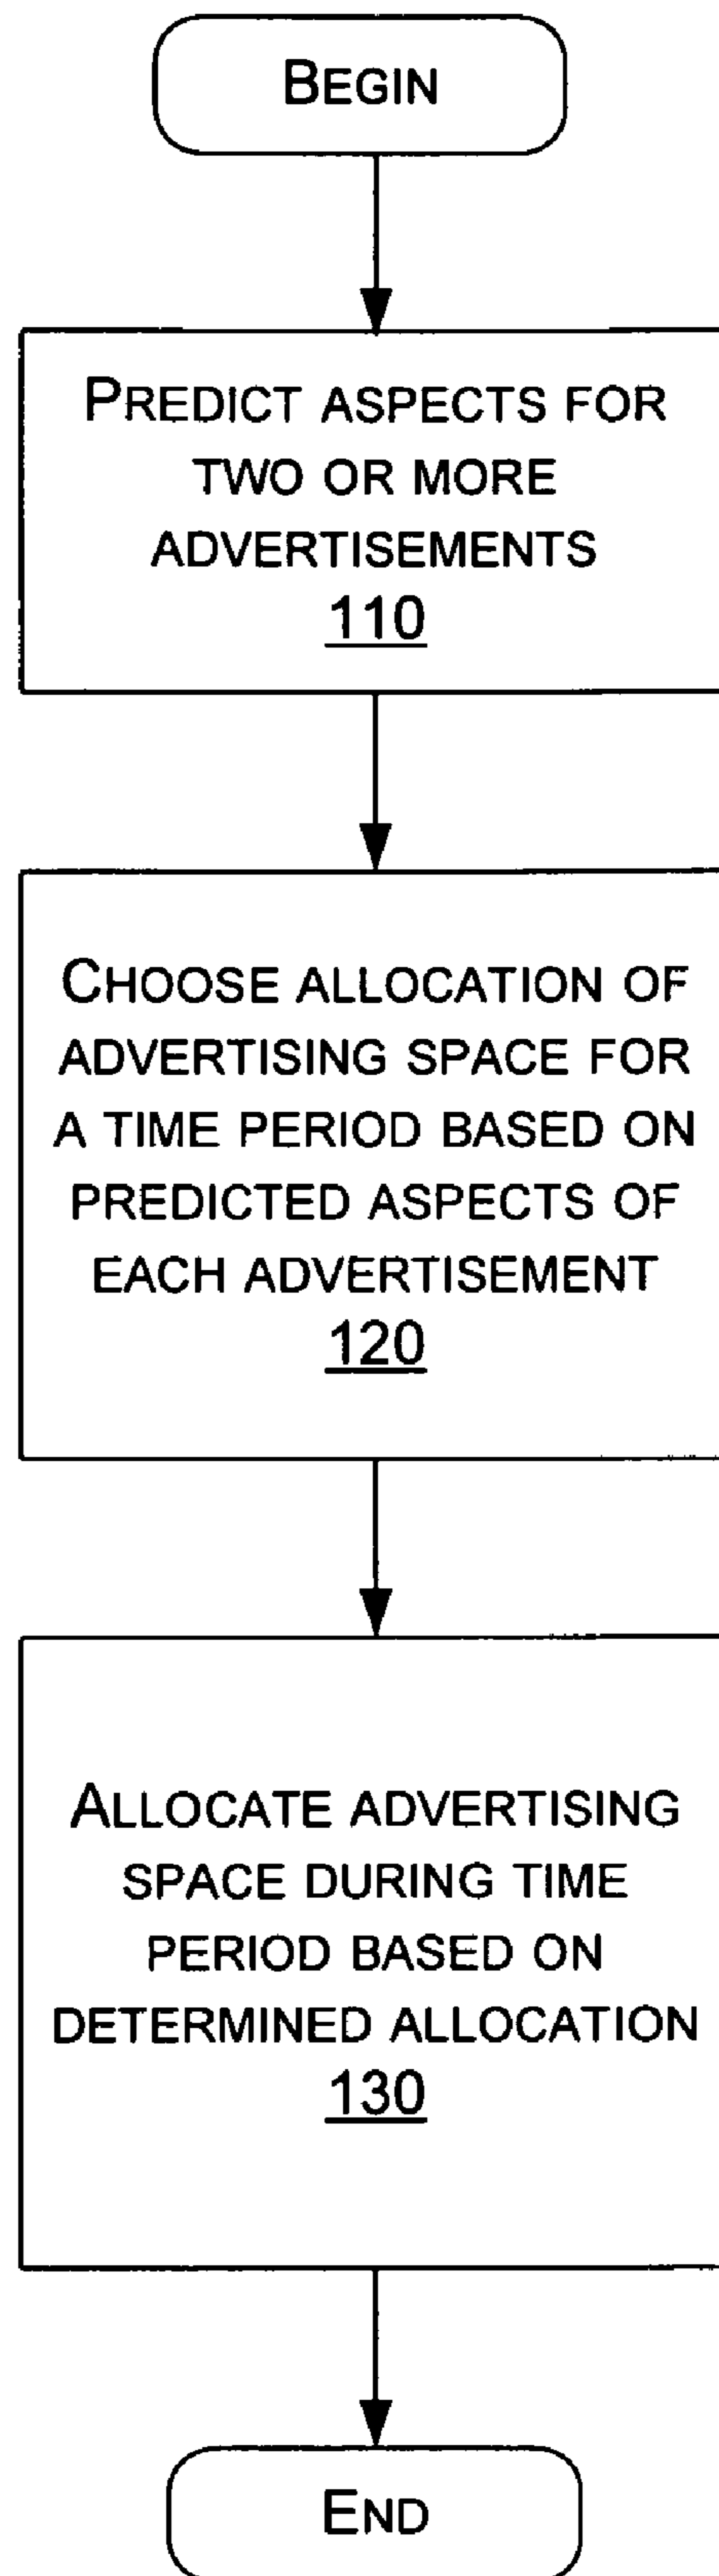 BEGIN
PREDICT ASPECTS FOR
TWO OR MORE
ADVERTISEMENTS
110
CHOOSE ALLOCATION OF
ADVERTISING SPACE FOR
A TIME PERIOD BASED ON
PREDICTED ASPECTS OF
EACH ADVERTISEMENT
120
ALLOCATE ADVERTISING
SPACE DURING TIME
PERIOD BASED ON
DETERMINED ALLOCATION
130
END